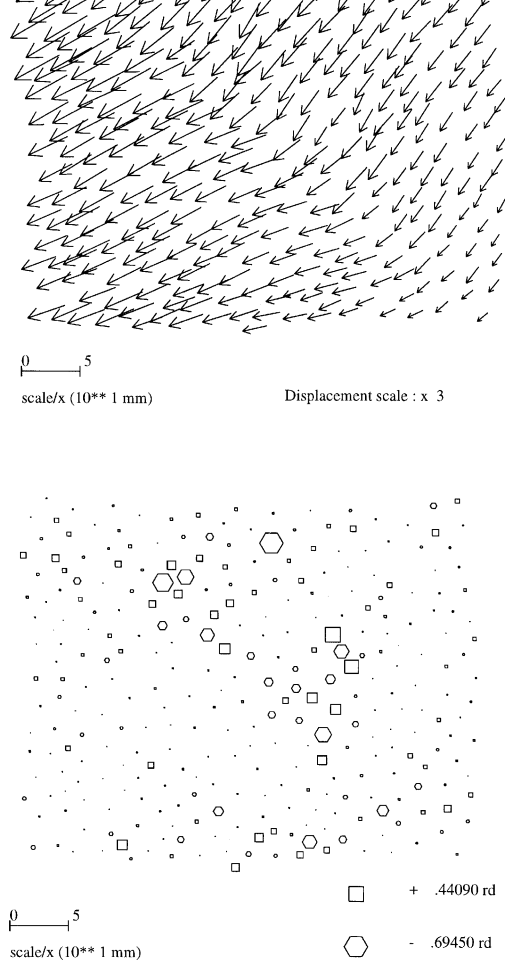 0 5
scale/x (10** 1 mm)
Displacement scale : x 3
+ .44090 rd
0 5
- .69450 rd
scale/x (10** 1 mm)